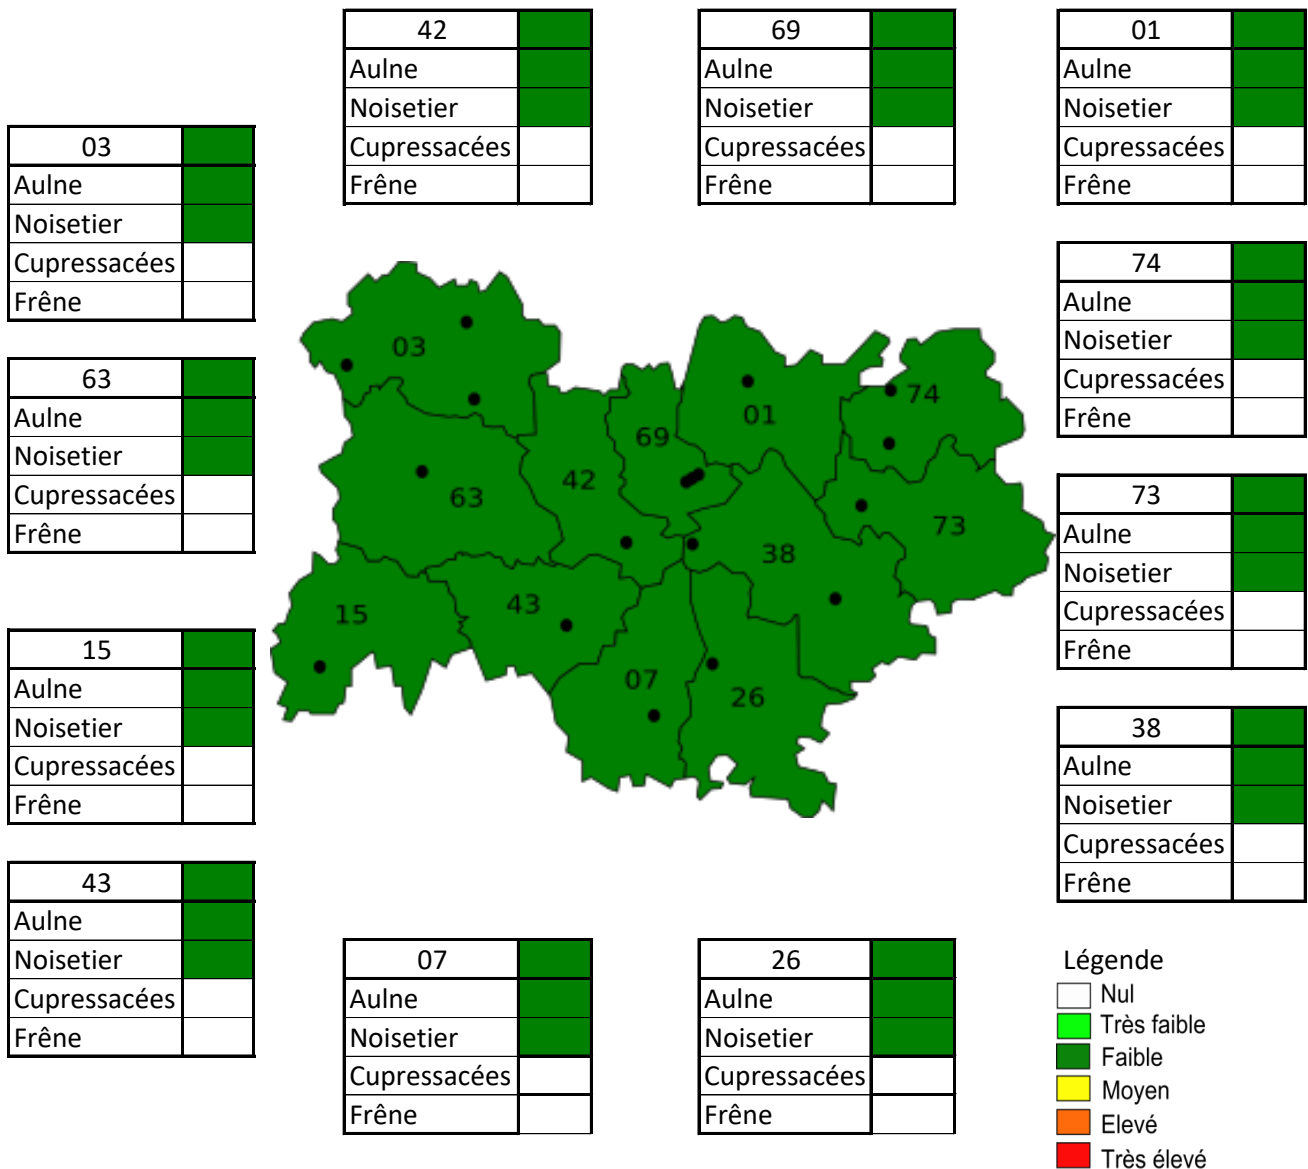 42
Aulne
Noisetier
Cupressacées
Frêne
69
Aulne
Noisetier
Cupressacées
Frêne
01
Aulne
Noisetier
Cupressacées
Frêne
03
Aulne
Noisetier
Cupressacées
Frêne
74
Aulne
Noisetier
Cupressacées
Frêne
63
Aulne
Noisetier
Cupressacées
Frêne
73
Aulne
Noisetier
Cupressacées
Frêne
15
Aulne
Noisetier
Cupressacées
Frêne
38
Aulne
Noisetier
Cupressacées
Frêne
43
Aulne
Noisetier
Cupressacées
Frêne
07
Aulne
Noisetier
Cupressacées
Frêne
26
Aulne
Noisetier
Cupressacées
Frêne
03
74
01
69
42
63
73
38
43
15
07
26
Légende
Nul
Très faible
Faible
Moyen
Elevé
Très élevé